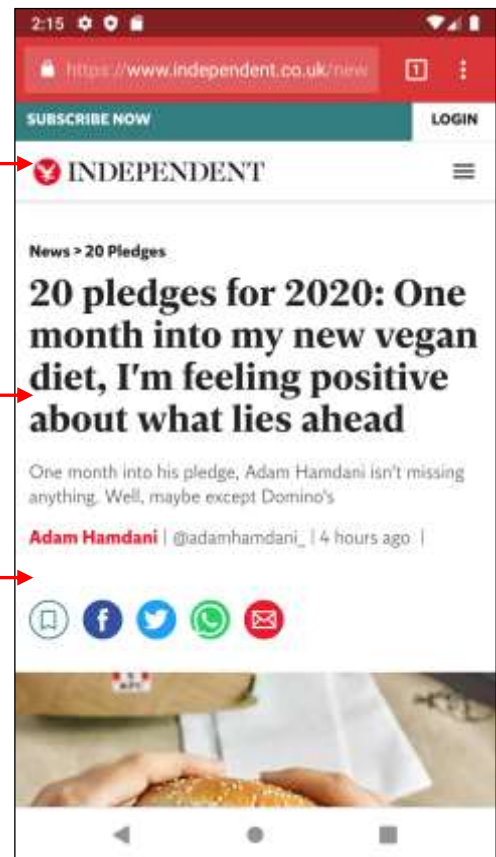 2:15
https://www.independent.co.uk/new
1
SUBSCRIBE NOW
LOGIN
INDEPENDENT
News > 20 Pledges
20 pledges for 2020: One
month into my new vegan
diet, I'm feeling positive
about what lies ahead
One month into his pledge, Adam Hamdani isn't missing
anything. Well, maybe except Domino's
Adam Hamdani | @adamhamdani_ | 4 hours ago |